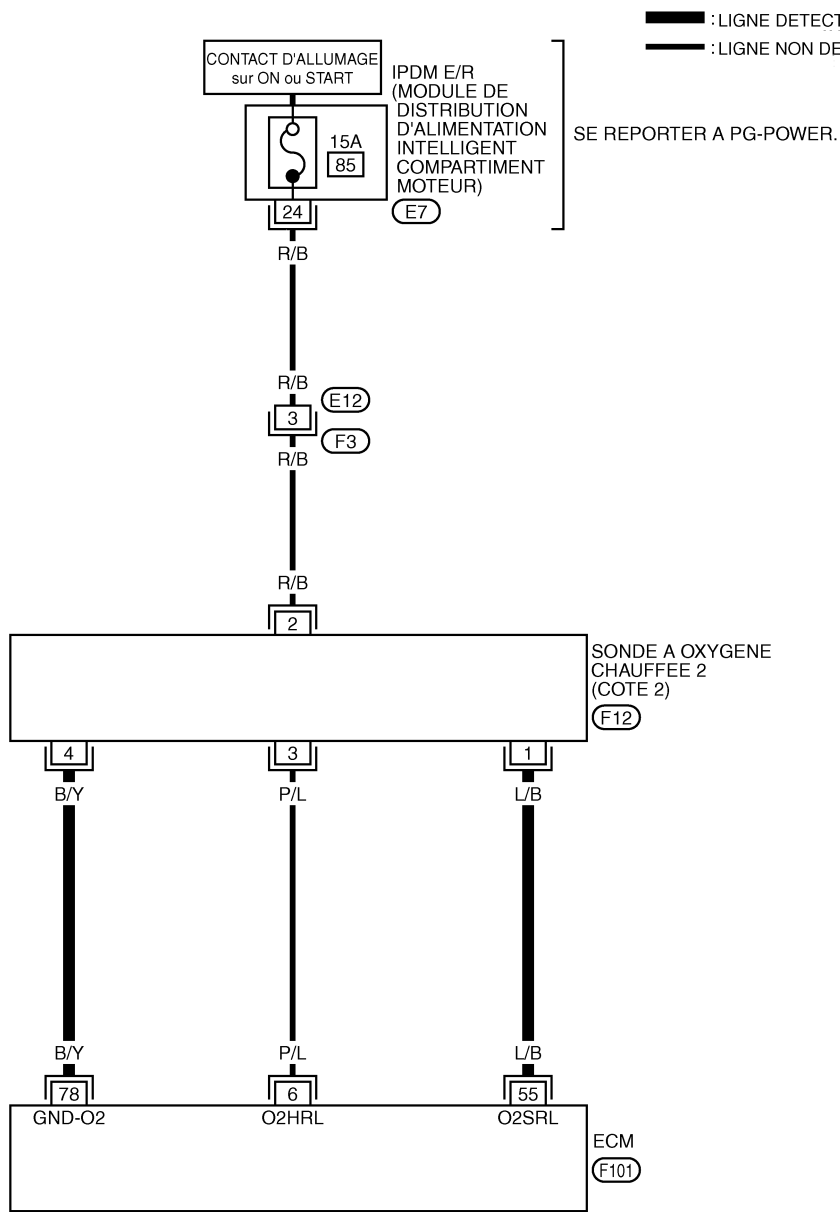 : LIGNE DETECT
: LIGNE NON DE
CONTACT D'ALLUMAGE
sur ON ou START
IPDM E/R
(MODULE DE
DISTRIBUTION
D'ALIMENTATION
INTELLIGENT
COMPARTIMENT
MOTEUR)
SE REPORTER A PG-POWER.
15A
85
24
E7
R/B
R/B
E12
3
F3
R/B
R/B
2
SONDE A OXYGENE
CHAUFFEE 2
(COTE 2)
F12
4 3 1
B/Y P/L L/B
B/Y P/L L/B
78 6 55
GND-O2 O2HRL O2SRL
ECM
F101